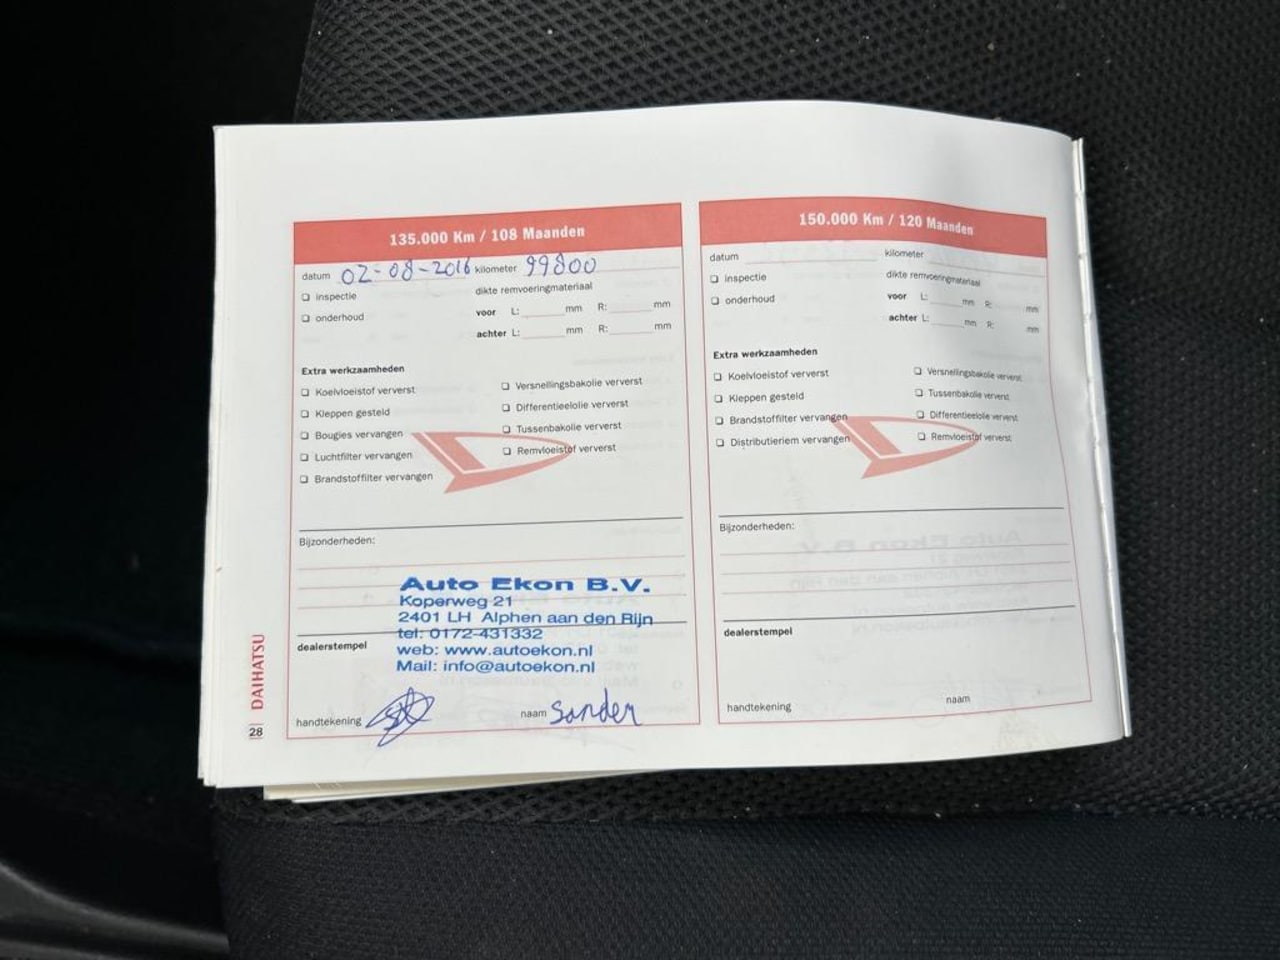 135.000 Km / 108 Maanden
datum 02-08-2016 kilometer 99800
❏ inspectie
❏ onderhoud
dikte remvoeringmateriaal
voor L: mm R: mm
achter L: mm R: mm
Extra werkzaamheden
❏ Koelvloeistof ververst
❏ Kleppen gesteld
❏ Bougies vervangen
❏ Luchtfilter vervangen
❏ Brandstoffilter vervangen
❏ Versnellingsbakolie ververst
❏ Differentieelolie ververst
❏ Tussenbakolie ververst
❏ Remvloeistof ververst
Bijzonderheden:
Auto Ekon B.V.
Koperweg 21
2401 LH Alphen aan den Rijn
tel: 0172-431332
web: www.autoekon.nl
Mail: info@autoekon.nl
dealerstempel
handtekening
naam Sander
28 DAIHATSU
150.000 Km / 120 Maanden
datum kilometer
❏ inspectie
❏ onderhoud
dikte remvoeringmateriaal
voor L: mm R: mm
achter L: mm R: mm
Extra werkzaamheden
❏ Koelvloeistof ververst
❏ Kleppen gesteld
❏ Brandstoffilter vervangen
❏ Distributieriem vervangen
❏ Versnellingsbakolie ververst
❏ Tussenbakolie ververst
❏ Differentieelolie ververst
❏ Remvloeistof ververst
Bijzonderheden:
dealerstempel
handtekening
naam